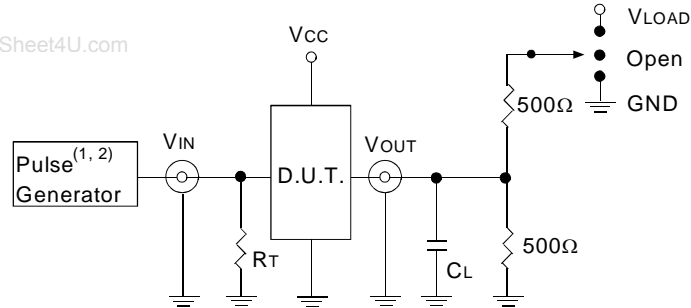 VLOAD
Sheet4U.com
VCC
Open
500Ω
GND
VIN
VOUT
Pulse(1, 2)
Generator
D.U.T.
RT
CL
500Ω